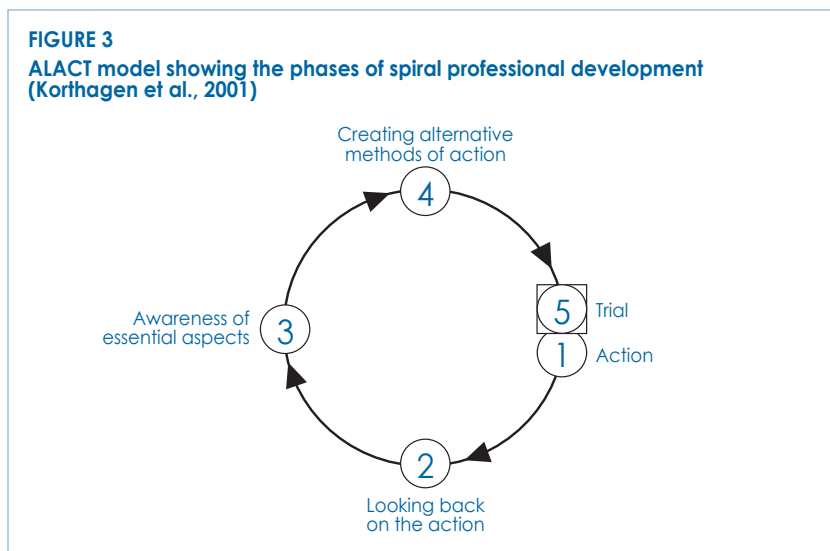 FIGURE 3
ALACT model showing the phases of spiral professional development
(Korthagen et al., 2001)
Creating alternative
methods of action
4
5
Trial
Awareness of
essential aspects
3
1
Action
2
Looking back
on the action